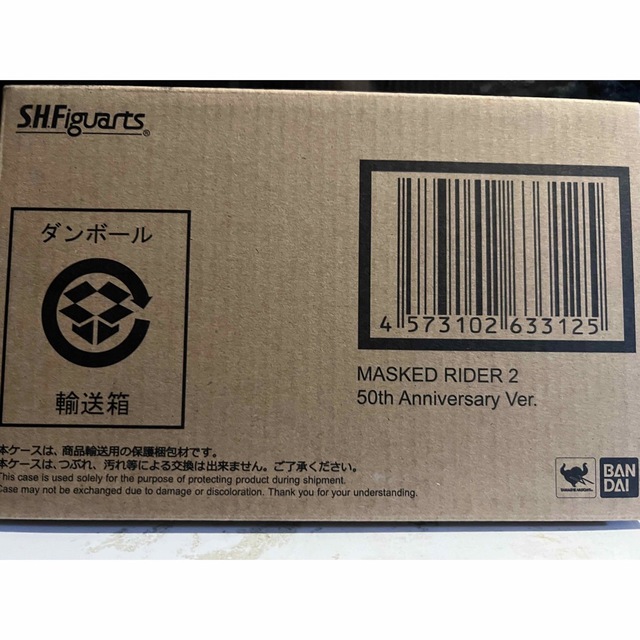 S.H.Figuarts®
ダンボール
輸送箱
4 573102 633125
MASKED RIDER 2
50th Anniversary Ver.
本ケースは、商品輸送用の保護梱包材です。
本ケースは、つぶれ、汚れ等による交換は出来ません。ご了承ください。
This case is used solely for the purpose of protecting product during shipment.
Case may not be exchanged due to damage or discoloration. Thank you for your understanding.
TAMASHII NATIONS
BAN
DAI